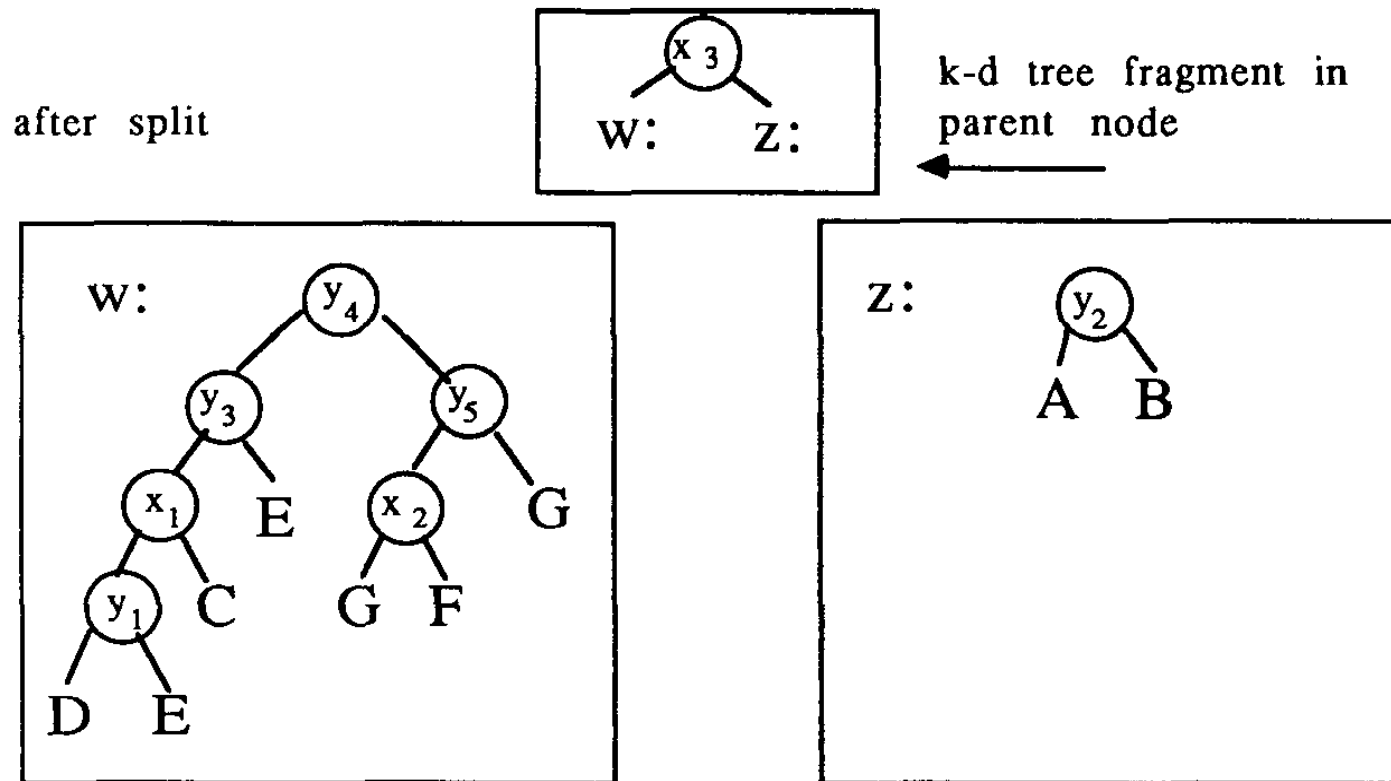 x₃
k-d tree fragment in
after split
parent node
w: z:
w:
y₄
z:
y₂
y₃
y₅
A B
x₁
E
x₂
G
y₁
C
G F
D E